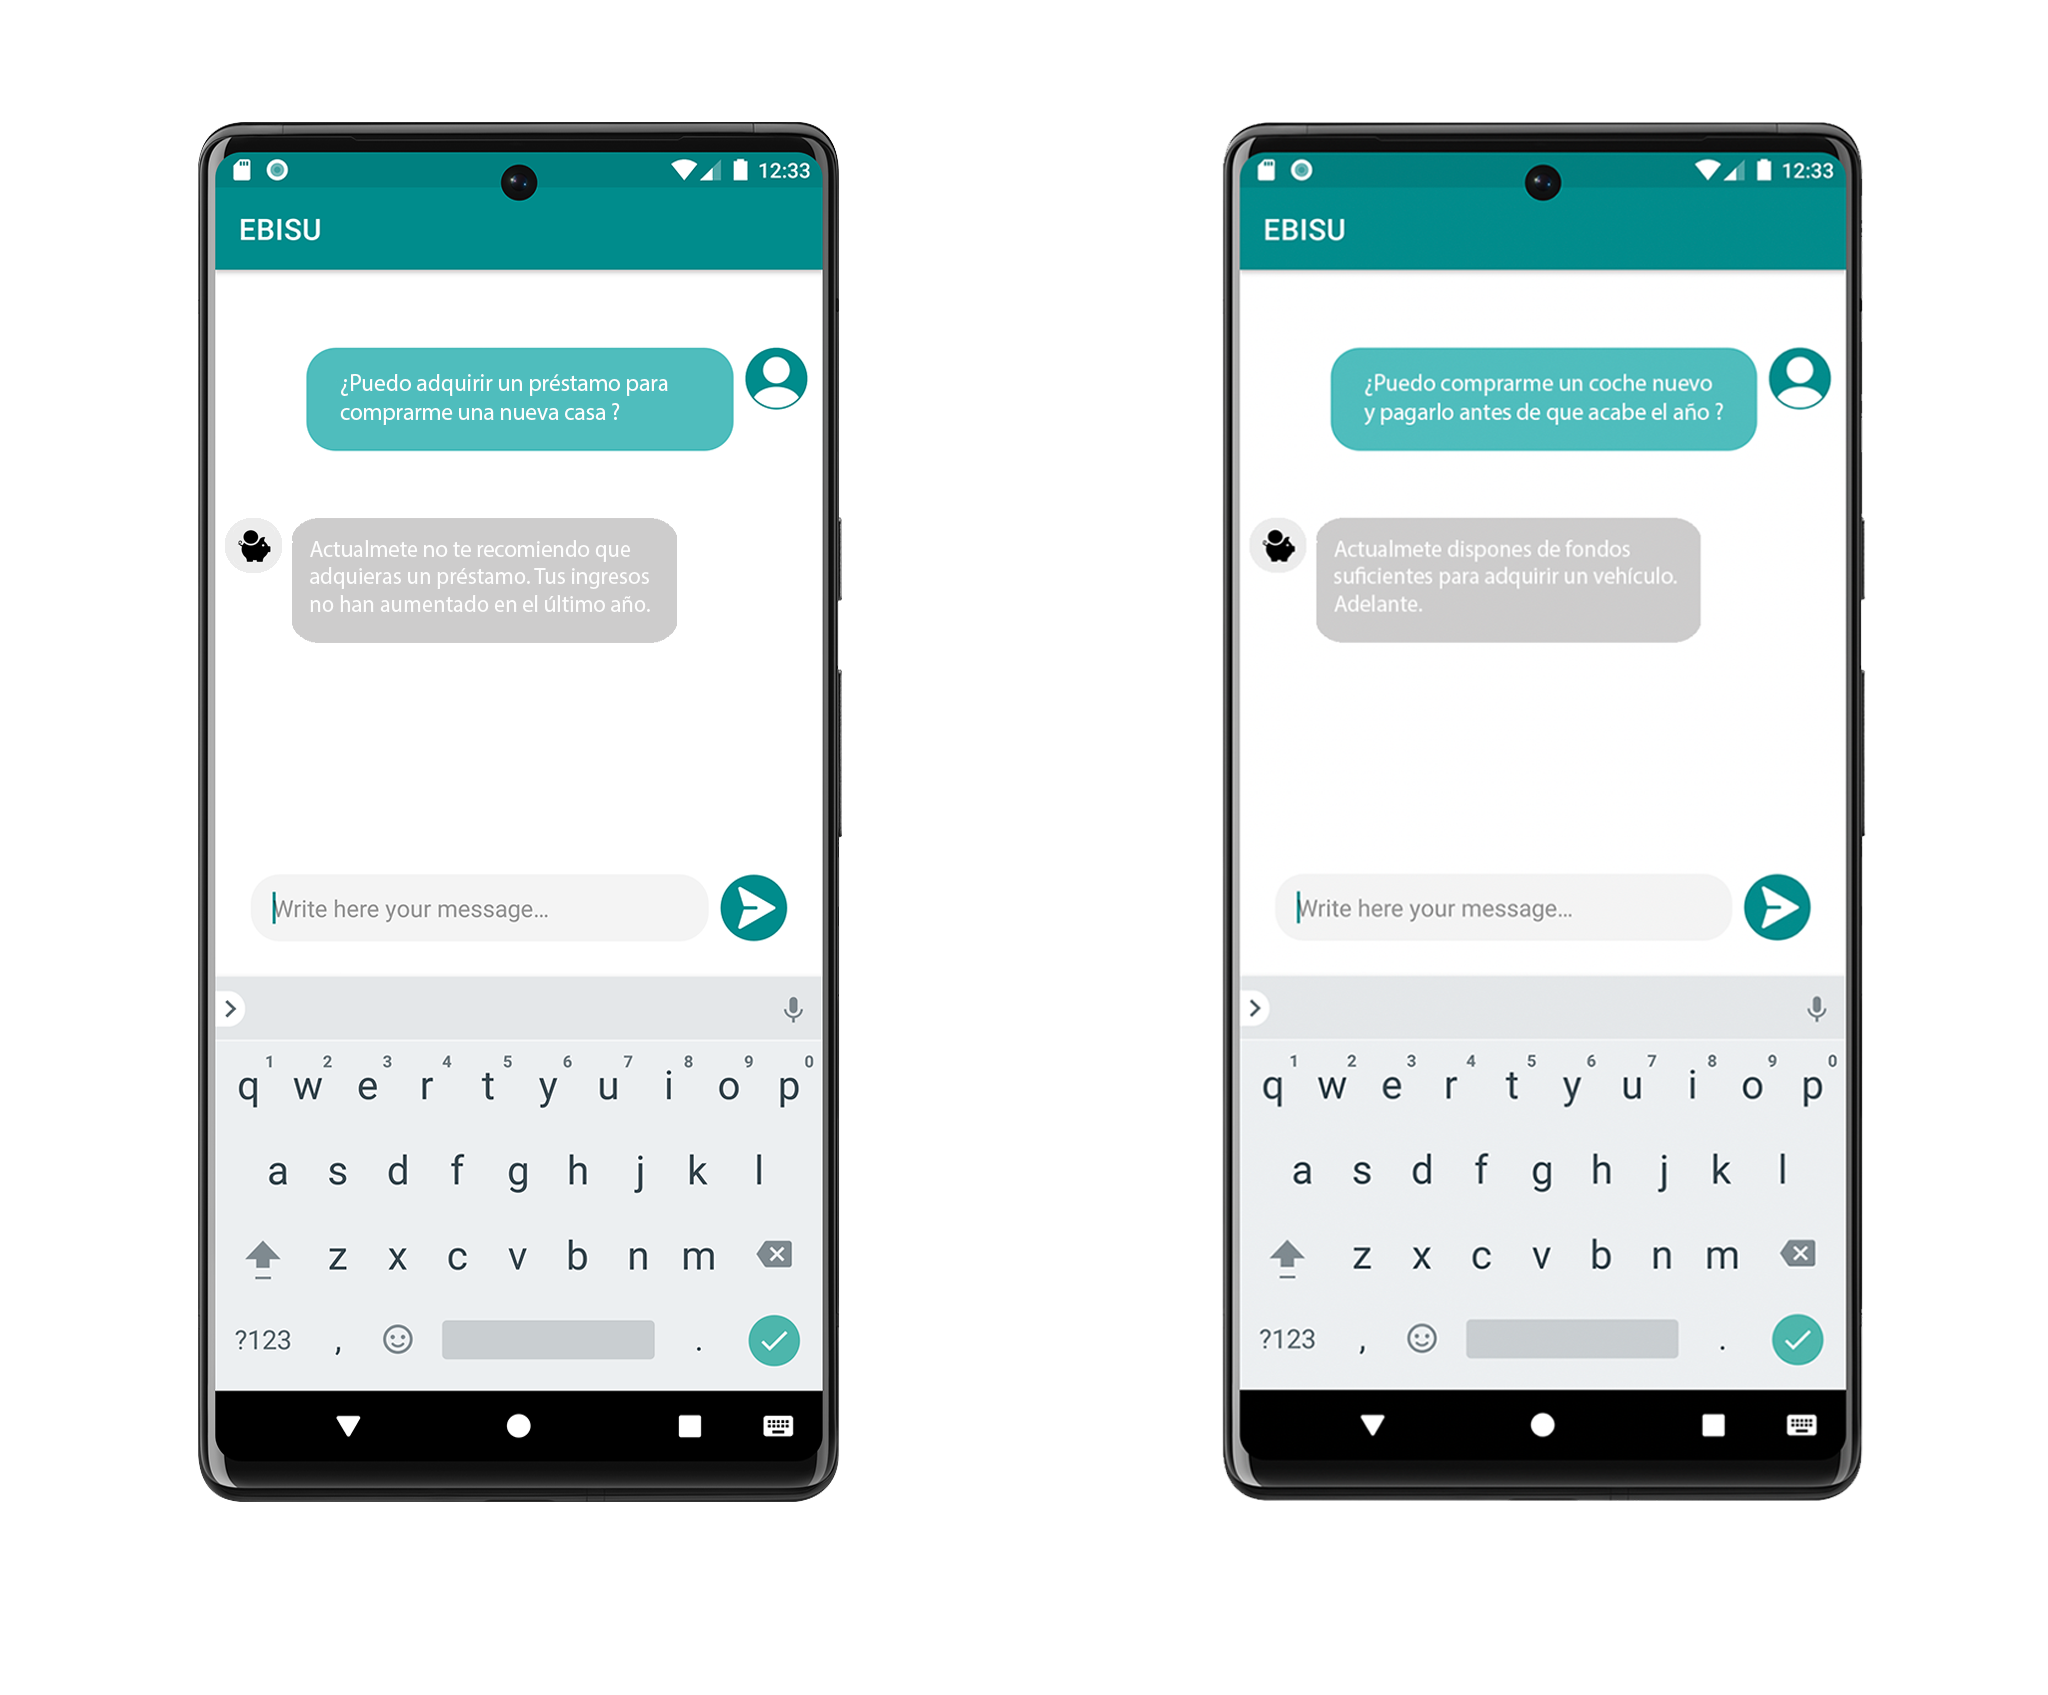 12:33
EBISU
¿Puedo adquirir un préstamo para
comprarme una nueva casa ?
Actualmete no te recomiendo que
adquieras un préstamo. Tus ingresos
no han aumentado en el último año.
Write here your message...
1 2 3 4 5 6 7 8 9 0
q w e r t y u i o p
a s d f g h j k l
z x c v b n m
?123 , .
12:33
EBISU
¿Puedo comprarme un coche nuevo
y pagarlo antes de que acabe el año ?
Actualmete dispones de fondos
suficientes para adquirir un vehículo.
Adelante.
Write here your message...
1 2 3 4 5 6 7 8 9 0
q w e r t y u i o p
a s d f g h j k l
z x c v b n m
?123 , .